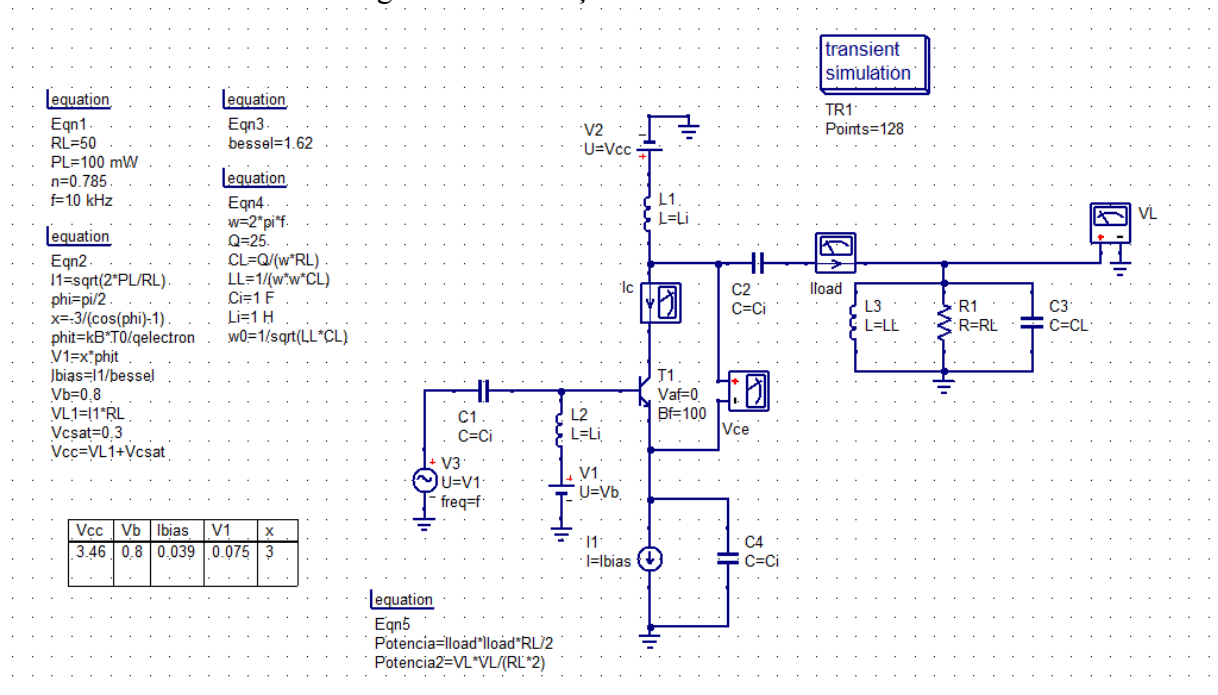 transient
simulation
TR1
Points=128
equation
Eqn1
RL=50
PL=100 mW
n=0.785
f=10 kHz
equation
Eqn3
bessel=1.62
equation
Eqn4
w=2*pi*f
Q=25
CL=Q/(w*RL)
LL=1/(w*w*CL)
Ci=1 F
Li=1 H
w0=1/sqrt(LL*CL)
equation
Eqn2
I1=sqrt(2*PL/RL)
phi=pi/2
x=-3/(cos(phi)-1)
phit=kB*T0/qelectron
V1=x*phit
Ibias=I1/bessel
Vb=0.8
VL1=I1*RL
Vcsat=0.3
Vcc=VL1+Vcsat
V2
U=Vcc
-
+
L1
L=Li
Ic
C2
C=Ci
Iload
VL
+ -
L3
L=LL
R1
R=RL
C3
C=CL
T1
Vaf=0
Bf=100
+
-
Vce
C1
C=Ci
L2
L=Li
+
V3
U=V1
freq=f
-
+
V1
U=Vb
-
I1
I=Ibias
C4
C=Ci
Vcc Vb Ibias V1 x
3.46 0.8 0.039 0.075 3
equation
Eqn5
Potencia=Iload*Iload*RL/2
Potencia2=VL*VL/(RL*2)